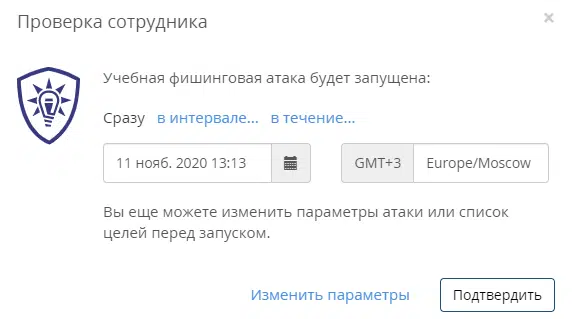 Проверка сотрудника ×
Учебная фишинговая атака будет запущена:
Сразу в интервале... в течение...
11 нояб. 2020 13:13 GMT+3 Europe/Moscow
Вы еще можете изменить параметры атаки или список
целей перед запуском.
Изменить параметры Подтвердить